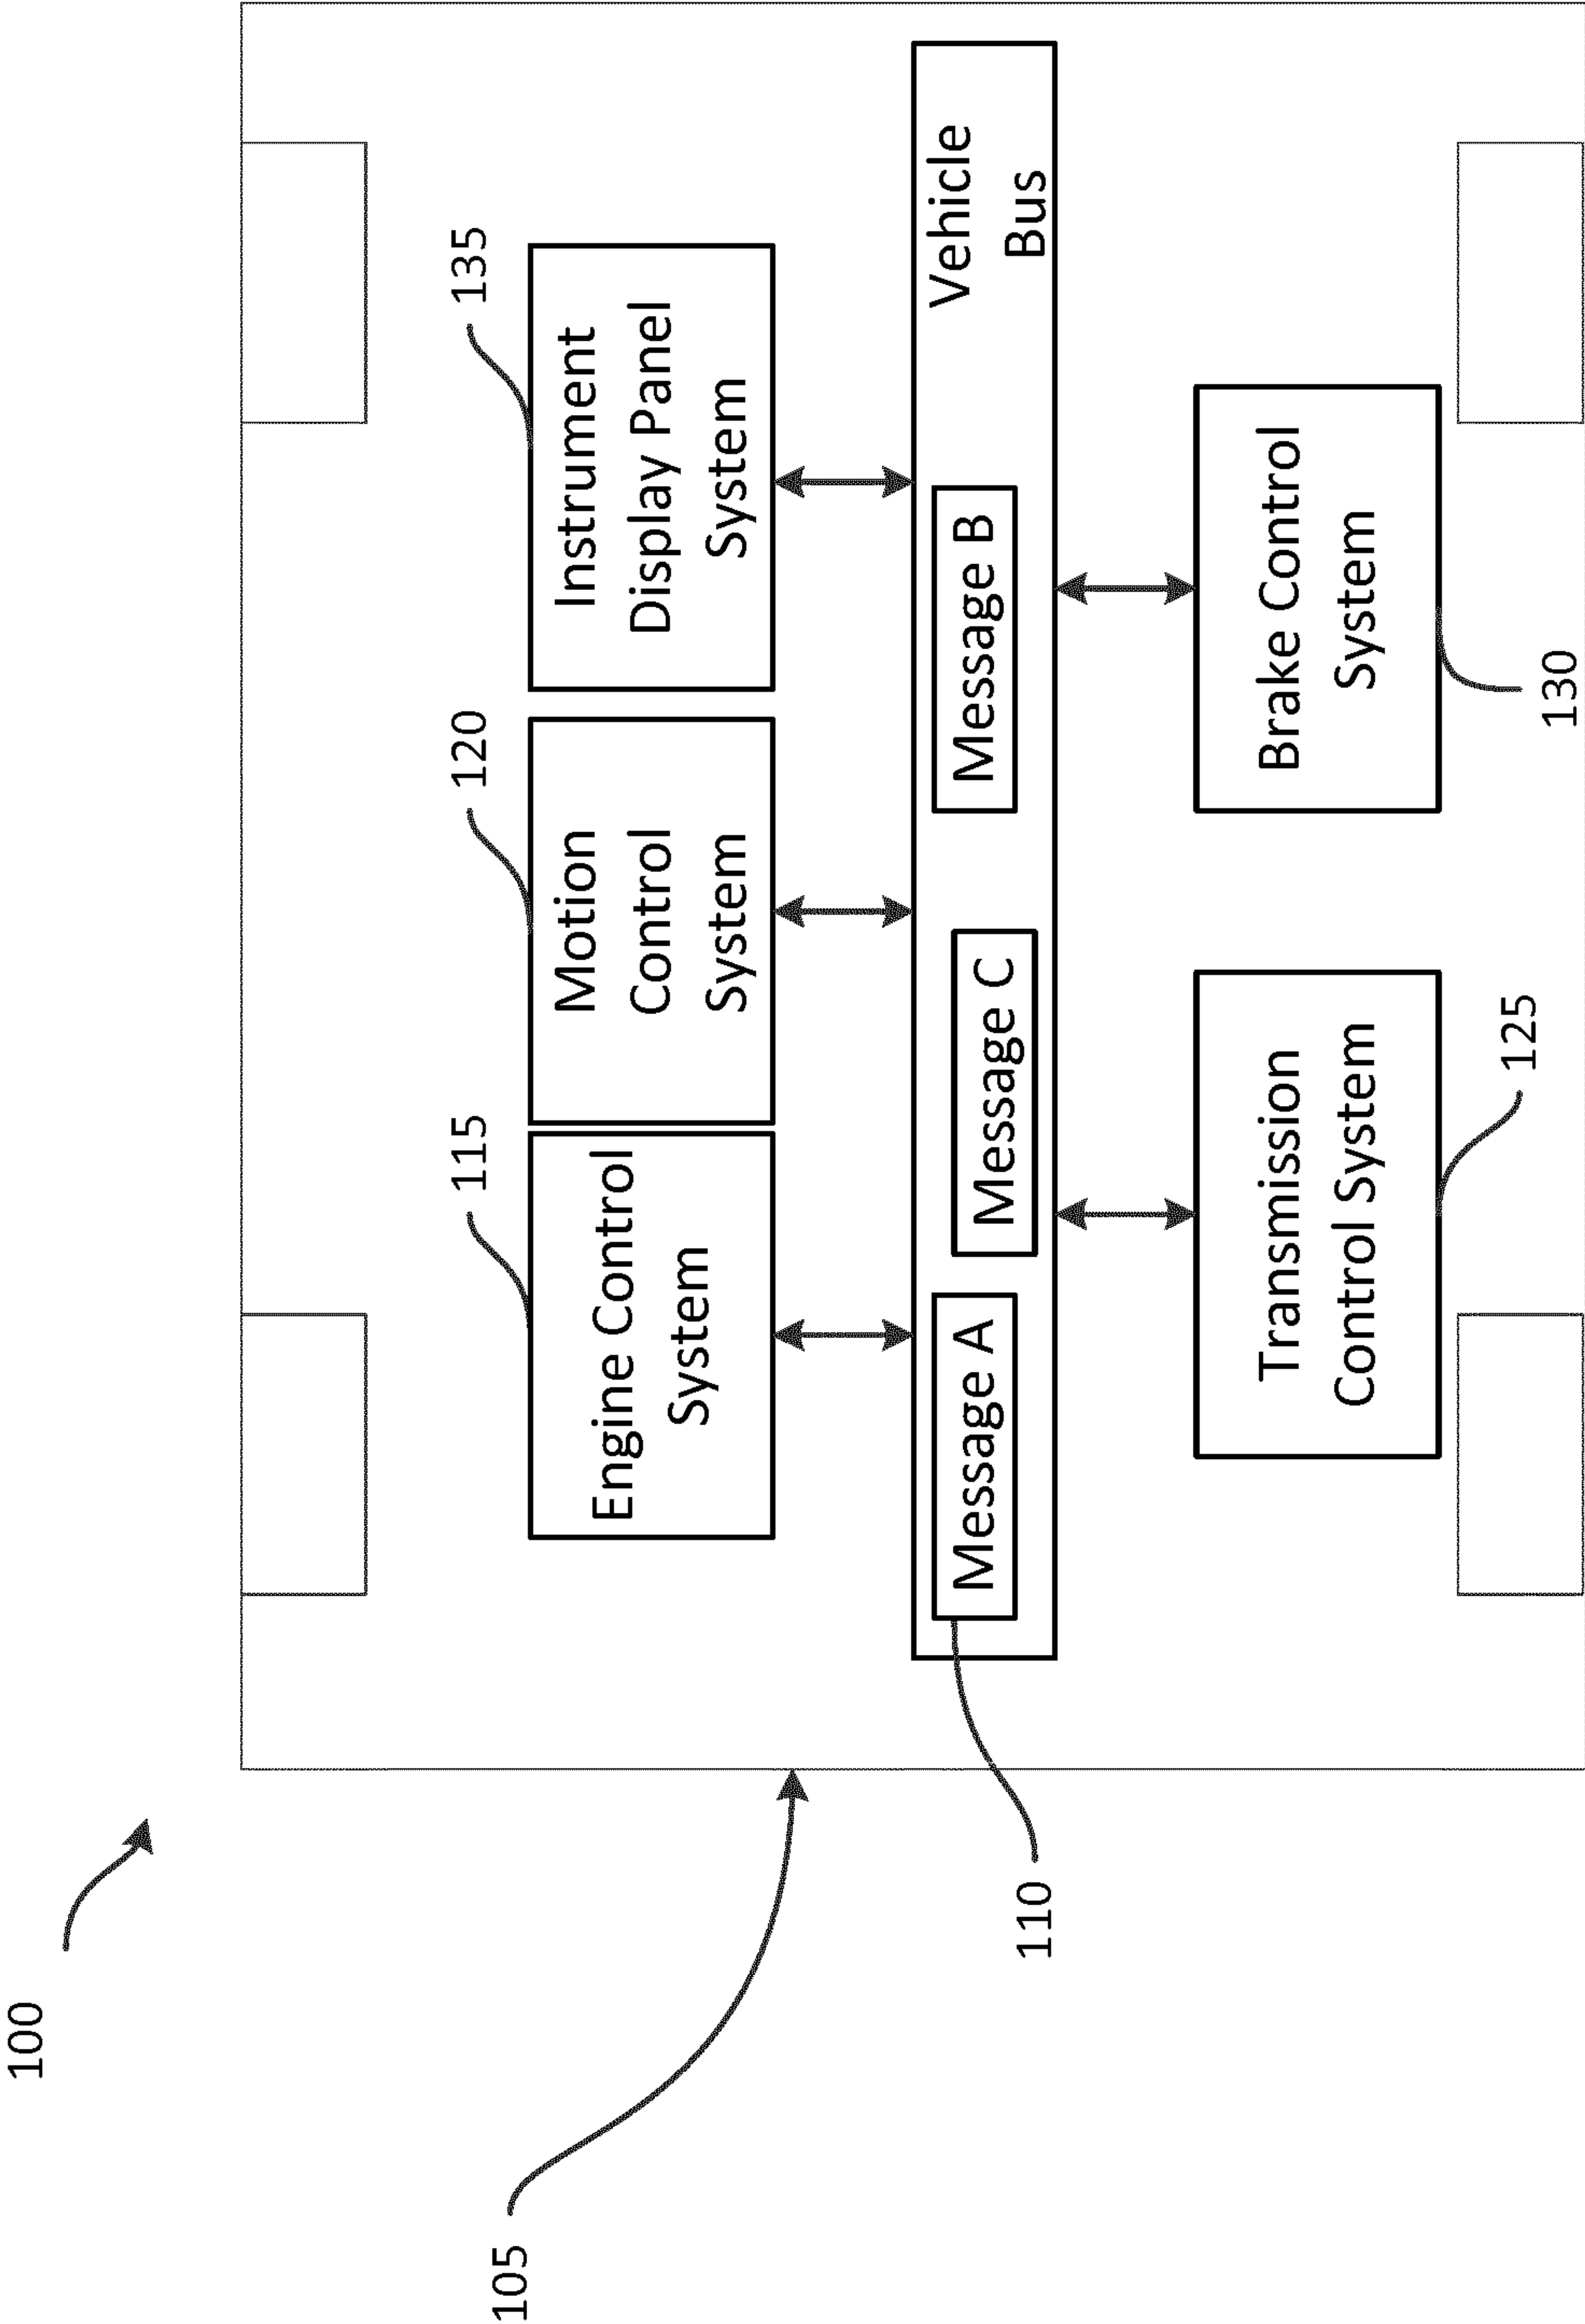 100
105
110
115
Engine Control
System
120
Motion
Control
System
135
Instrument
Display Panel
System
Message A
Message C
Message B
Vehicle
Bus
Transmission
Control System
125
Brake Control
System
130